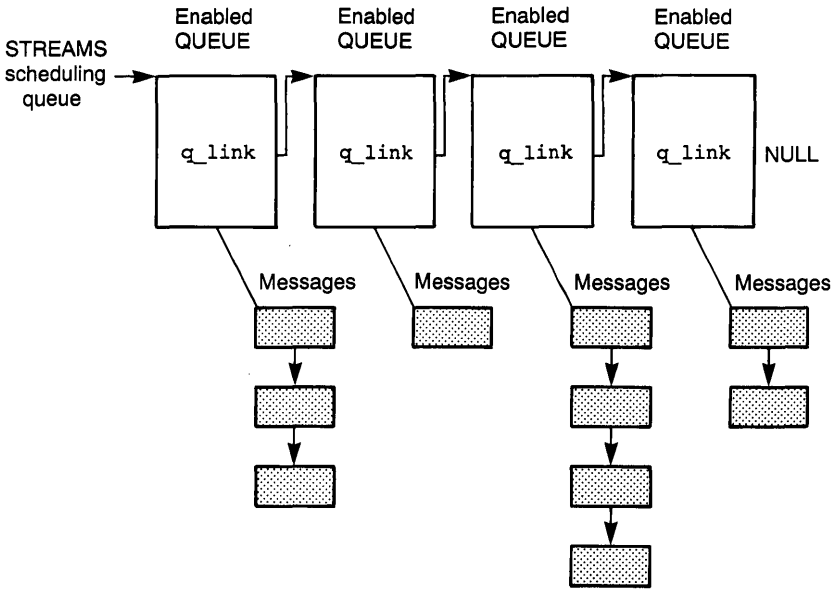 Enabled
QUEUE
Enabled
QUEUE
Enabled
QUEUE
Enabled
QUEUE
STREAMS
scheduling
queue
q_link
q_link
q_link
q_link
NULL
Messages
Messages
Messages
Messages